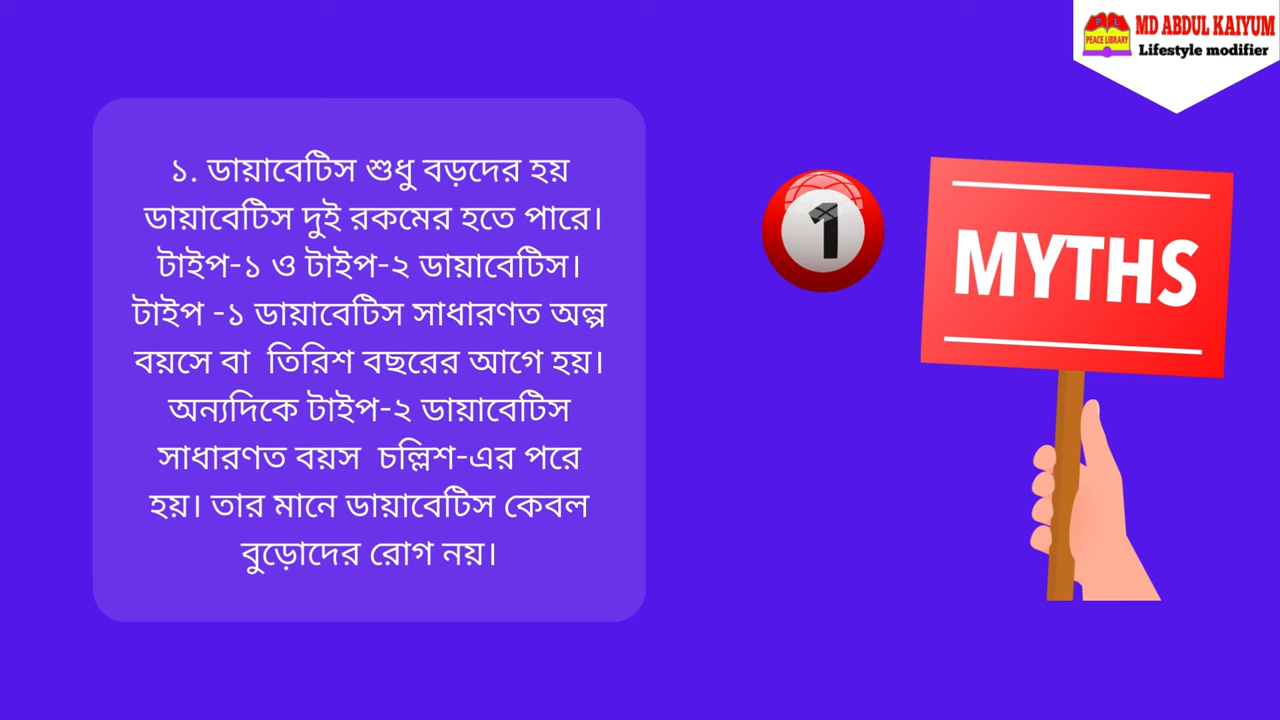 P L
PEACE LIBRARY
MD ABDUL KAIYUM
Lifestyle modifier
১. ডায়াবেটিস শুধু বড়দের হয়
ডায়াবেটিস দুই রকমের হতে পারে।
টাইপ-১ ও টাইপ-২ ডায়াবেটিস।
টাইপ -১ ডায়াবেটিস সাধারণত অল্প
বয়সে বা তিরিশ বছরের আগে হয়।
অন্যদিকে টাইপ-২ ডায়াবেটিস
সাধারণত বয়স চল্লিশ-এর পরে
হয়। তার মানে ডায়াবেটিস কেবল
বুড়োদের রোগ নয়।
1
MYTHS